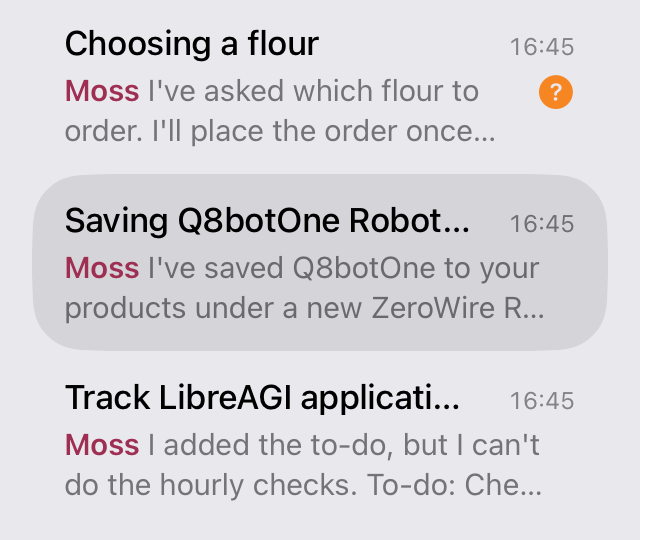 Choosing a flour 16:45
Moss I've asked which flour to ?
order. I'll place the order once...
Saving Q8botOne Robot... 16:45
Moss I've saved Q8botOne to your
products under a new ZeroWire R...
Track LibreAGI applicati... 16:45
Moss I added the to-do, but I can't
do the hourly checks. To-do: Che...